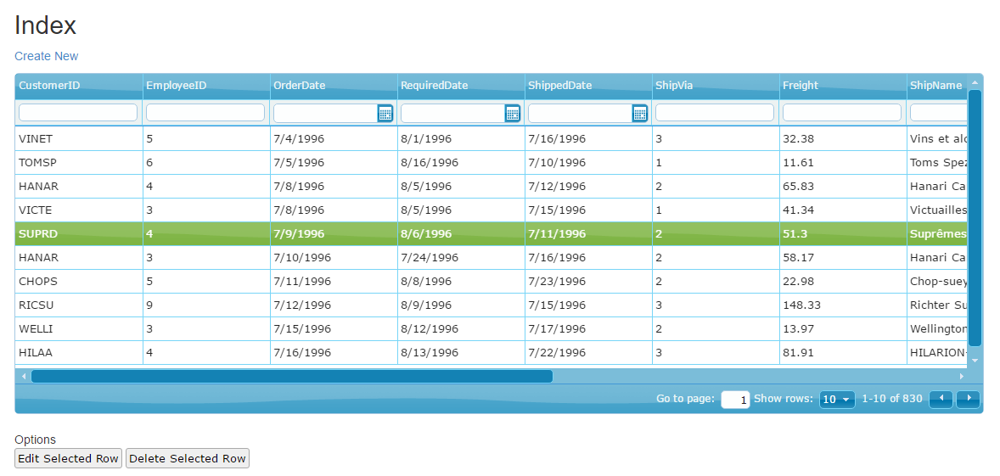 Index
Create New
CustomerID EmployeeID OrderDate RequiredDate ShippedDate ShipVia Freight ShipName
VINET 5 7/4/1996 8/1/1996 7/16/1996 3 32.38 Vins et alc
TOMSP 6 7/5/1996 8/16/1996 7/10/1996 1 11.61 Toms Spez
HANAR 4 7/8/1996 8/5/1996 7/12/1996 2 65.83 Hanari Ca
VICTE 3 7/8/1996 8/5/1996 7/15/1996 1 41.34 Victuailles
SUPRD 4 7/9/1996 8/6/1996 7/11/1996 2 51.3 Suprêmes
HANAR 3 7/10/1996 7/24/1996 7/16/1996 2 58.17 Hanari Ca
CHOPS 5 7/11/1996 8/8/1996 7/23/1996 2 22.98 Chop-suey
RICSU 9 7/12/1996 8/9/1996 7/15/1996 3 148.33 Richter Su
WELLI 3 7/15/1996 8/12/1996 7/17/1996 2 13.97 Wellington
HILAA 4 7/16/1996 8/13/1996 7/22/1996 3 81.91 HILARION-
Go to page: 1 Show rows: 10 1-10 of 830
Options
Edit Selected Row Delete Selected Row